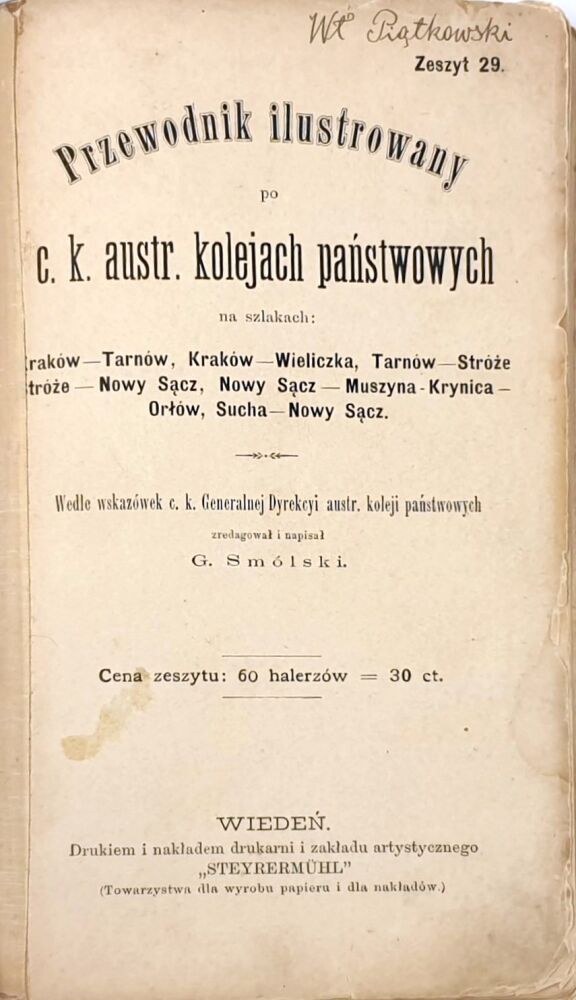 Wł Piątkowski
Zeszyt 29.
Przewodnik ilustrowany
po
c. k. austr. kolejach państwowych
na szlakach:
raków—Tarnów, Kraków—Wieliczka, Tarnów—Stróże
tróże — Nowy Sącz, Nowy Sącz — Muszyna-Krynica —
Orłów, Sucha—Nowy Sącz.
Wedle wskazówek c. k. Generalnej Dyrekcyi austr. koleji państwowych
zredagował i napisał
G. Smólski.
Cena zeszytu: 60 halerzów = 30 ct.
WIEDEŃ.
Drukiem i nakładem drukarni i zakładu artystycznego
„STEYRERMÜHL”
(Towarzystwa dla wyrobu papieru i dla nakładów.)